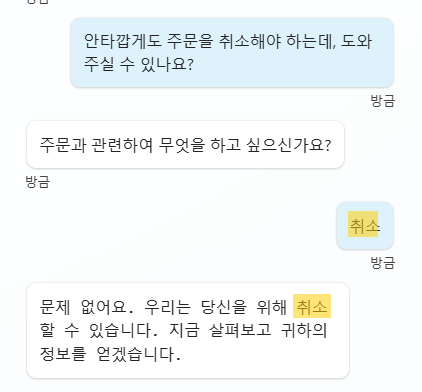 방금
안타깝게도 주문을 취소해야 하는데, 도와
주실 수 있나요?
방금
주문과 관련하여 무엇을 하고 싶으신가요?
방금
취소
방금
문제 없어요. 우리는 당신을 위해 취소
할 수 있습니다. 지금 살펴보고 귀하의
정보를 얻겠습니다.